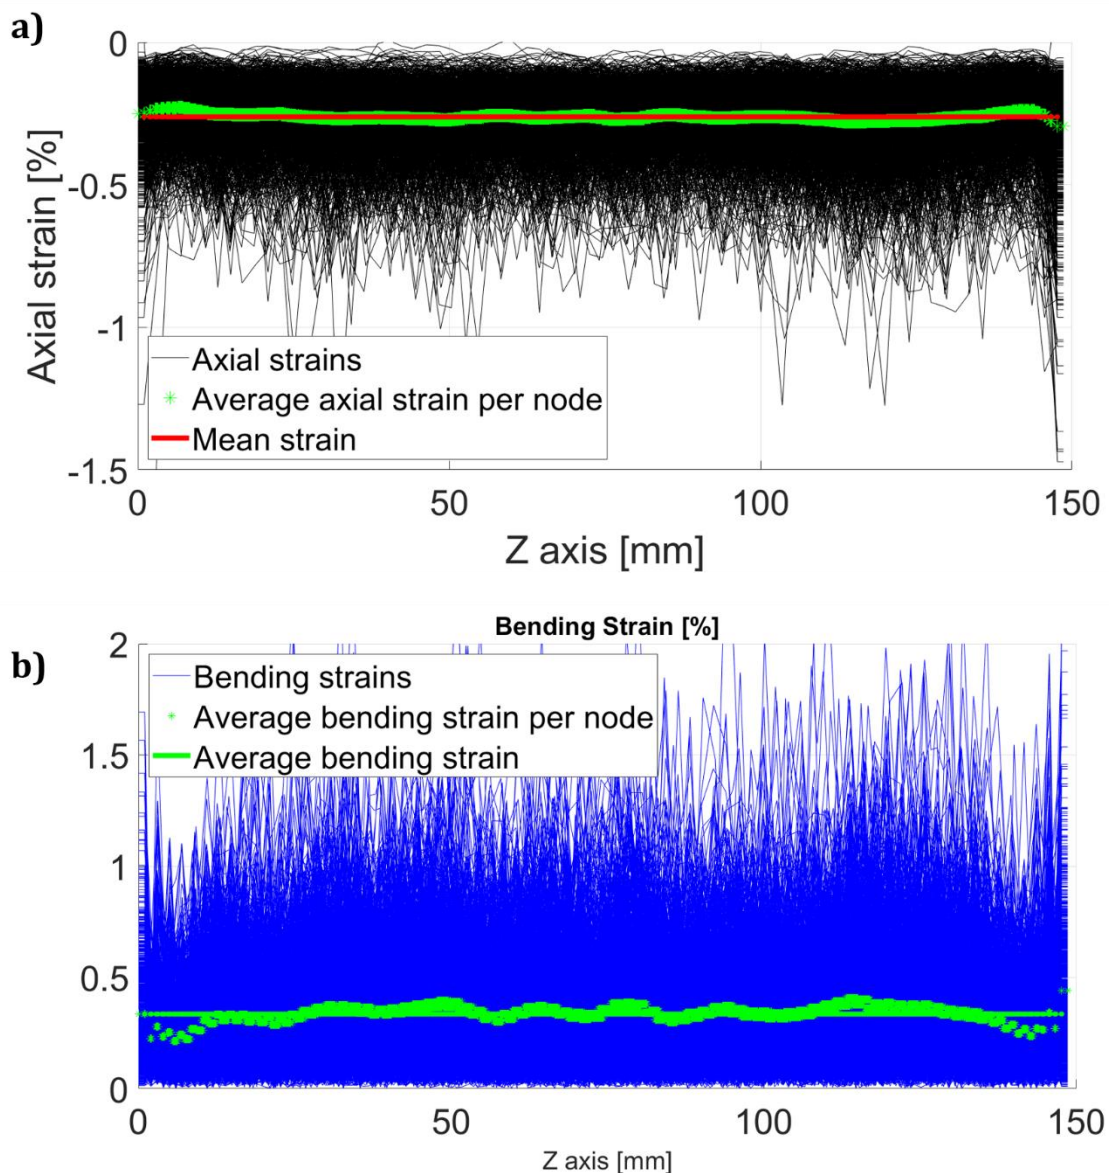 a)
0
-0.5
-1
-1.5
Axial strain [%]
Axial strains
Average axial strain per node
Mean strain
0
50
100
150
Z axis [mm]
Bending Strain [%]
b)
2
1.5
1
0.5
0
Bending strains
Average bending strain per node
Average bending strain
0
50
100
150
Z axis [mm]